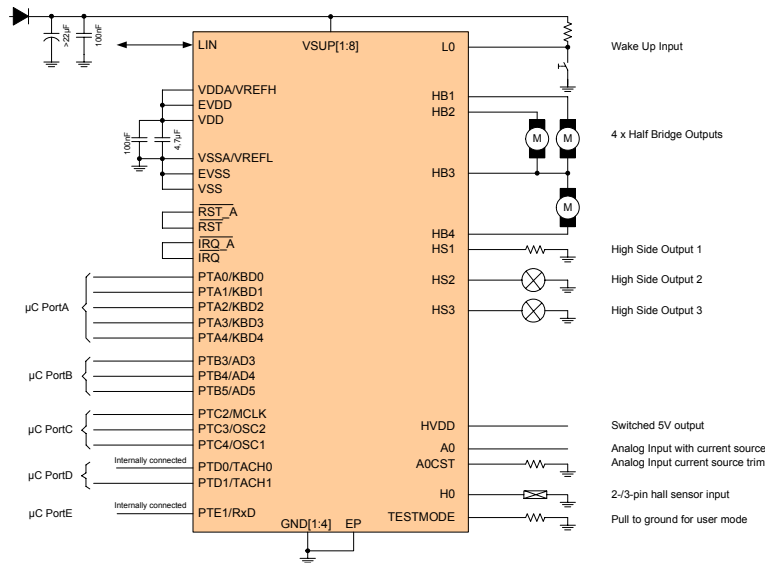 >22µF
100nF
LIN
VSUP[1:8]
L0
Wake Up Input
VDDA/VREFH
EVDD
VDD
100nF
4.7µF
VSSA/VREFL
EVSS
VSS
HB1
HB2
M
M
4 x Half Bridge Outputs
HB3
M
HB4
RST_A
RST
IRQ_A
IRQ
HS1
High Side Output 1
HS2
High Side Output 2
HS3
High Side Output 3
µC PortA
PTA0/KBD0
PTA1/KBD1
PTA2/KBD2
PTA3/KBD3
PTA4/KBD4
µC PortB
PTB3/AD3
PTB4/AD4
PTB5/AD5
µC PortC
PTC2/MCLK
PTC3/OSC2
PTC4/OSC1
HVDD
Switched 5V output
A0
Analog Input with current source
A0CST
Analog Input current source trim
µC PortD
Internally connected
PTD0/TACH0
PTD1/TACH1
H0
2-/3-pin hall sensor input
µC PortE
Internally connected
PTE1/RxD
TESTMODE
Pull to ground for user mode
GND[1:4]
EP